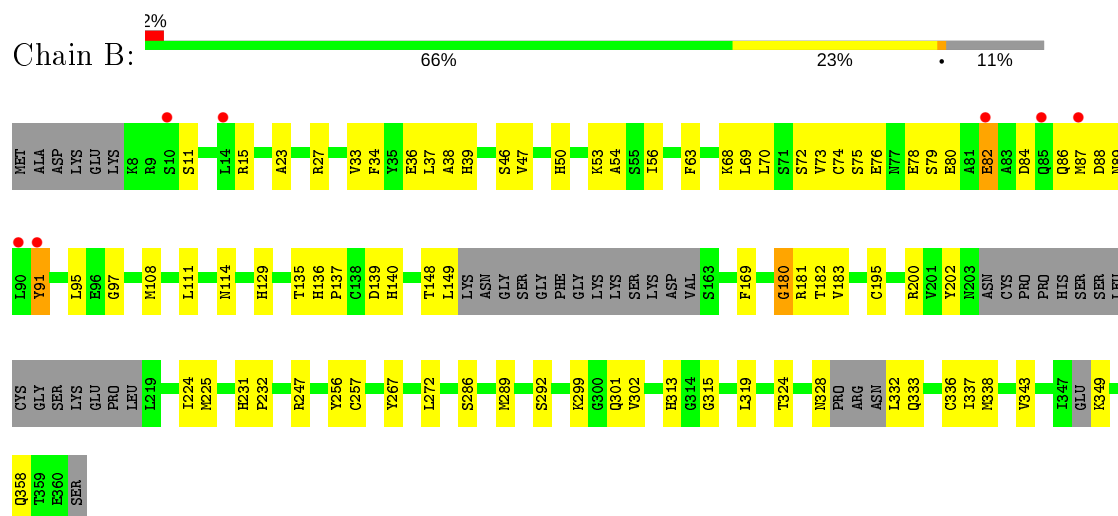 2%
Chain B:
66% 23% • 11%
MET ALA ASP LYS GLU LYS K8 R9 S10 S11 L14 R15 A23 R27 V33 F34 Y35 E36 L37 A38 H39 S46 V47 H50 K53 A54 S55 I56 F63 K68 L69 L70 S71 S72 V73 C74 S75 E76 N77 E78 S79 E80 A81 E82 A83 D84 Q85 Q86 M87 D88 N89
L90 Y91 L95 E96 G97 M108 L111 N114 H129 T135 H136 P137 C138 D139 H140 T148 L149 LYS ASN GLY SER GLY PHE GLY LYS LYS SER LYS ASP VAL S163 F169 G180 R181 T182 V183 C195 R200 V201 Y202 N203 ASN CYS PRO PRO HIS SER SER LEU
CYS GLY SER LYS GLU PRO LEU L219 I224 M225 H231 P232 R247 Y256 C257 Y267 L272 S286 M289 S292 K299 G300 Q301 V302 H313 G314 G315 L319 T324 N328 PRO ARG ASN L332 Q333 C336 I337 M338 V343 I347 GLU K349
Q358 T359 E360 SER